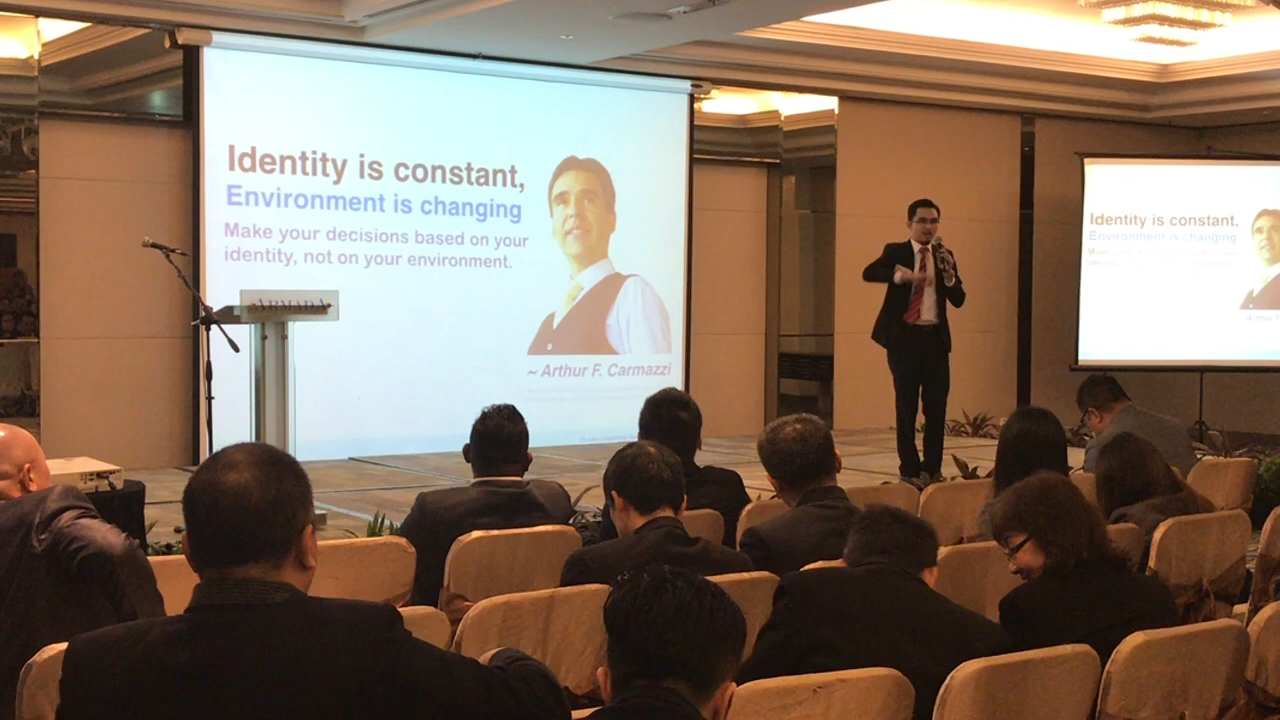 Identity is constant,
Environment is changing
Make your decisions based on your
identity, not on your environment.
~ Arthur F. Carmazzi
ARMADA
Identity is constant,
Environment is changing